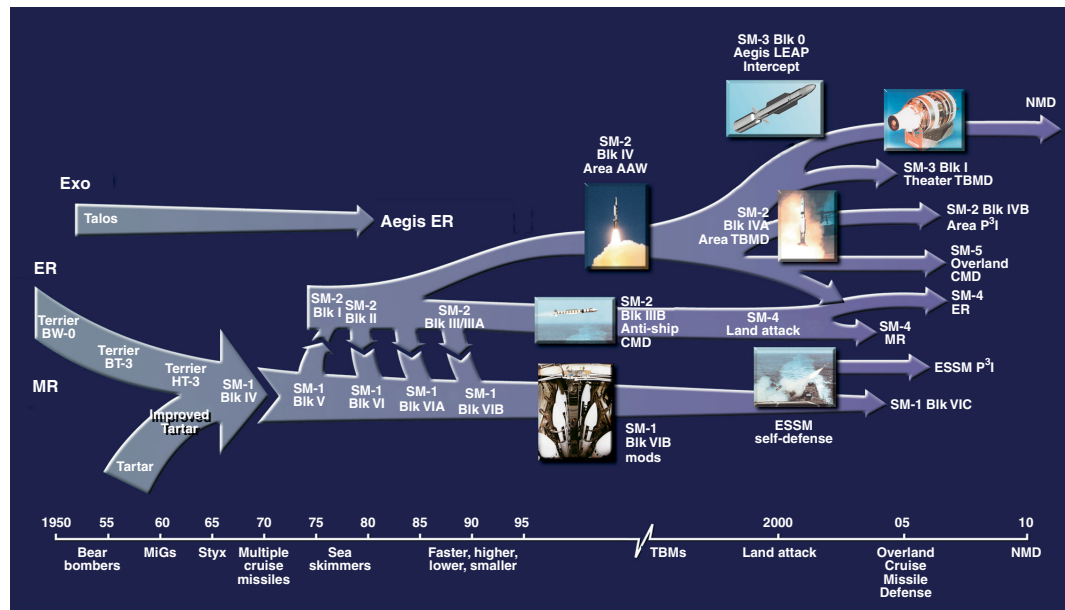 SM-3 Blk 0
Aegis LEAP
Intercept
NMD
SM-2
Blk IV
Area AAW
SM-3 Blk I
Theater TBMD
Exo
Talos
Aegis ER
SM-2
Blk IVA
Area TBMD
SM-2 Blk IVB
Area P³I
SM-5
Overland
CMD
ER
SM-2
Blk I
SM-2
Blk II
SM-2
Blk III/IIIA
SM-2
Blk IIIB
Anti-ship
CMD
SM-4
Land attack
SM-4
ER
SM-4
MR
Terrier
BW-0
Terrier
BT-3
Terrier
HT-3
MR
SM-1
Blk IV
SM-1
Blk V
SM-1
Blk VI
SM-1
Blk VIA
SM-1
Blk VIB
ESSM P³I
SM-1 Blk VIC
Improved
Tartar
Tartar
SM-1
Blk VIB
mods
ESSM
self-defense
1950 55 60 65 70 75 80 85 90 95 2000 05 10
Bear
bombers
MiGs
Styx
Multiple
cruise
missiles
Sea
skimmers
Faster, higher,
lower, smaller
TBMs
Land attack
Overland
Cruise
Missile
Defense
NMD